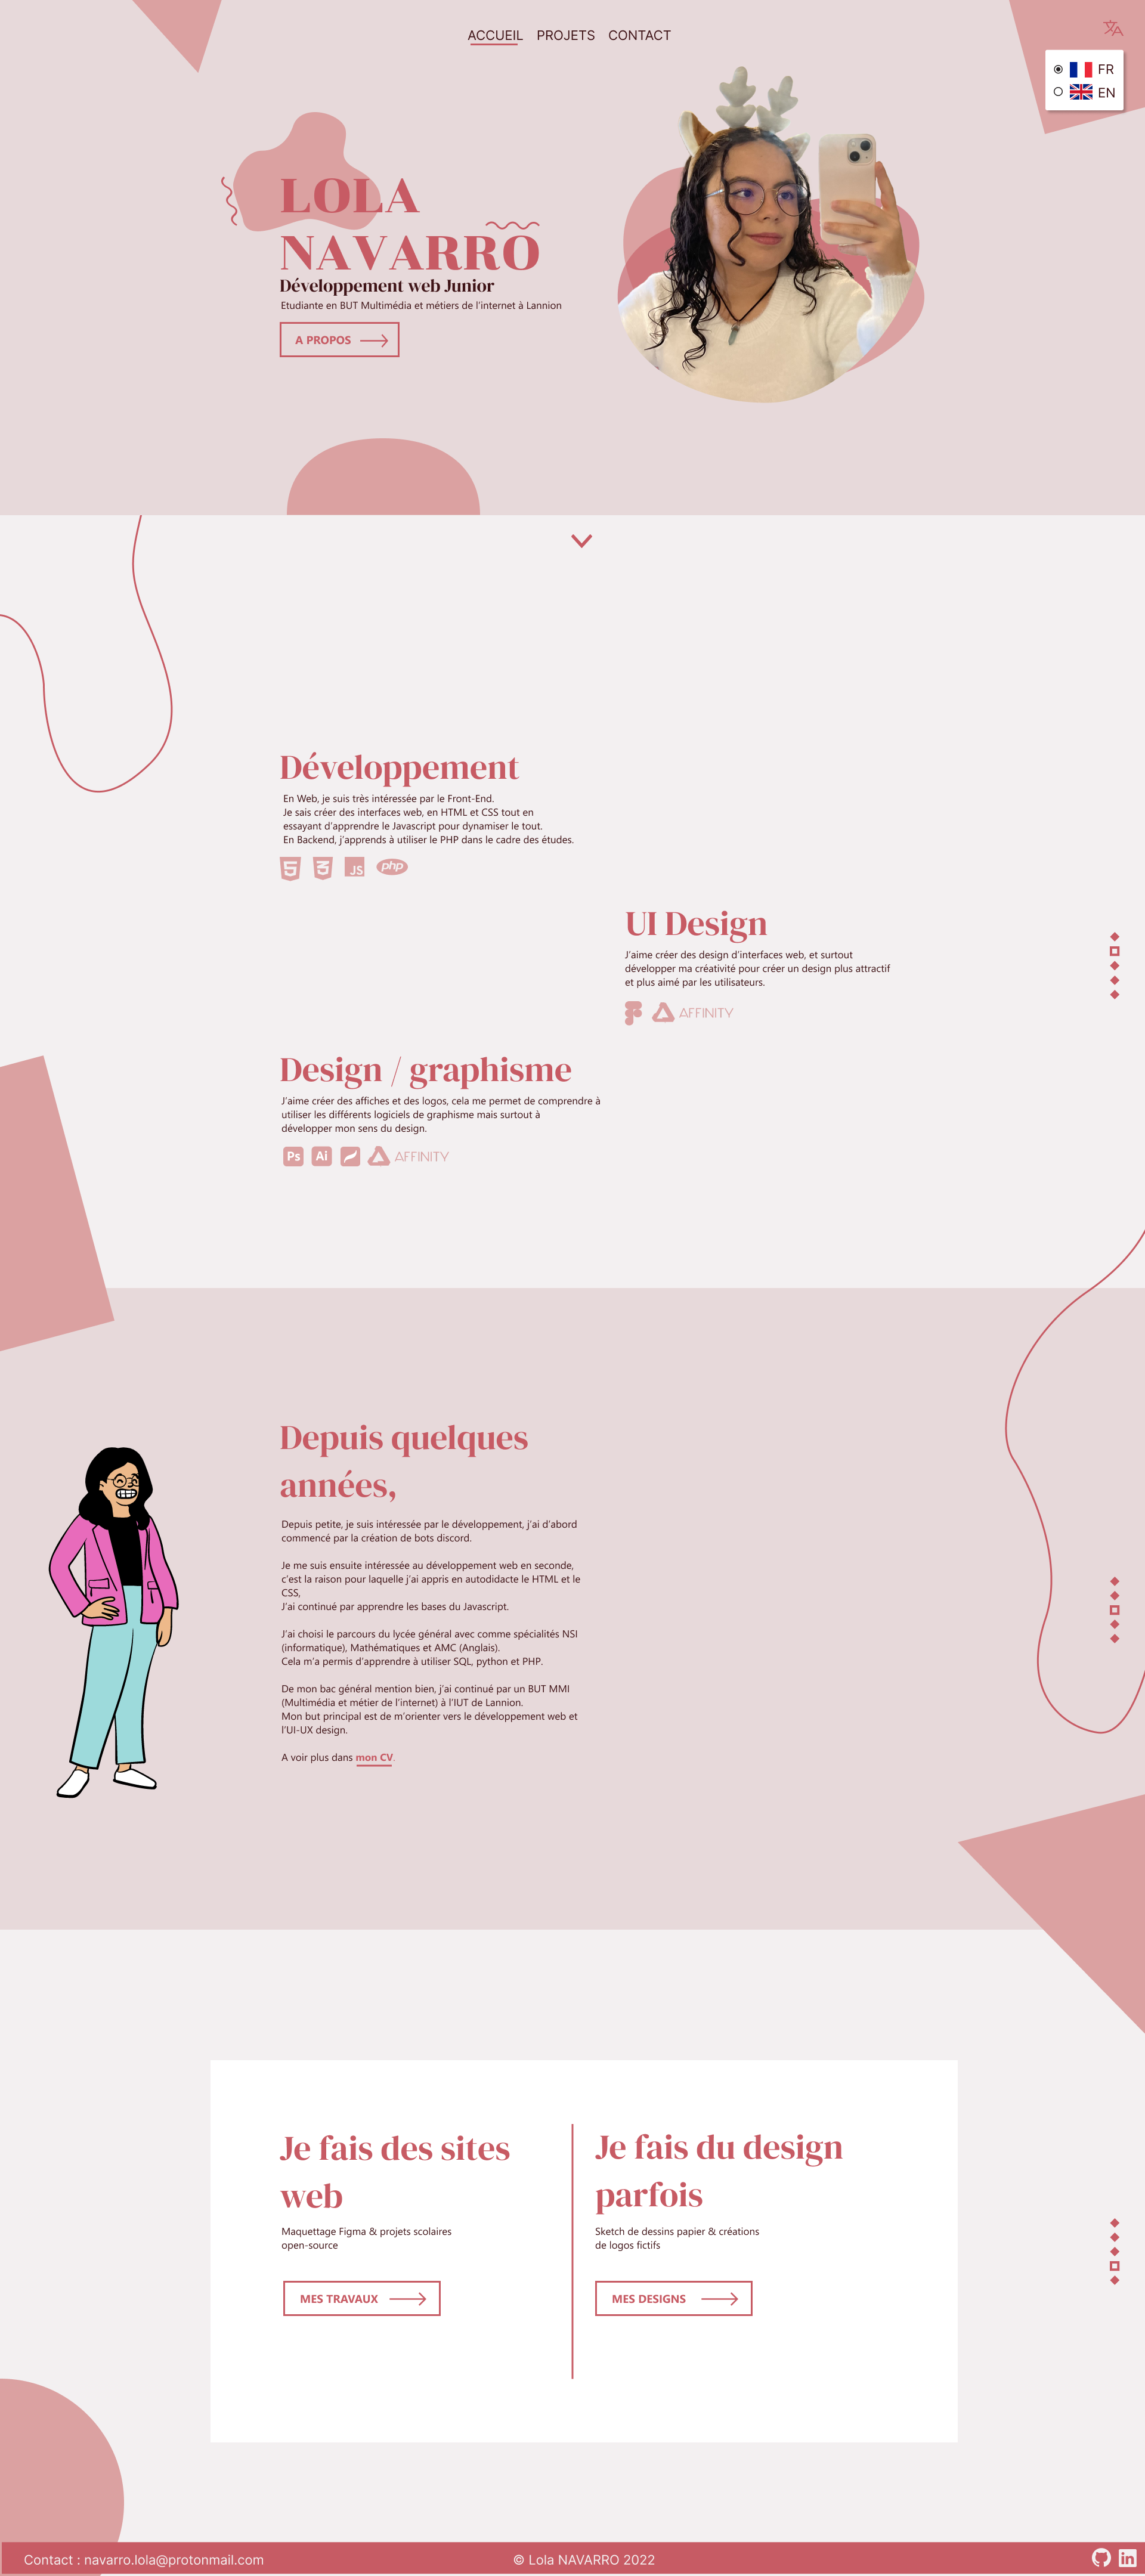 ACCUEIL PROJETS CONTACT
FR
EN
LOLA
NAVARRO
Développement web Junior
Etudiante en BUT Multimédia et métiers de l'internet à Lannion
A PROPOS
Développement
En Web, je suis très intéressée par le Front-End.
Je sais créer des interfaces web, en HTML et CSS tout en
essayant d'apprendre le Javascript pour dynamiser le tout.
En Backend, j'apprends à utiliser le PHP dans le cadre des études.
5 3 JS php
UI Design
J'aime créer des design d'interfaces web, et surtout
développer ma créativité pour créer un design plus attractif
et plus aimé par les utilisateurs.
AFFINITY
Design / graphisme
J'aime créer des affiches et des logos, cela me permet de comprendre à
utiliser les différents logiciels de graphisme mais surtout à
développer mon sens du design.
Ps Ai AFFINITY
Depuis quelques
années,
Depuis petite, je suis intéressée par le développement, j'ai d'abord
commencé par la création de bots discord.
Je me suis ensuite intéressée au développement web en seconde,
c'est la raison pour laquelle j'ai appris en autodidacte le HTML et le
CSS,
J'ai continué par apprendre les bases du Javascript.
J'ai choisi le parcours du lycée général avec comme spécialités NSI
(informatique), Mathématiques et AMC (Anglais).
Cela m'a permis d'apprendre à utiliser SQL, python et PHP.
De mon bac général mention bien, j'ai continué par un BUT MMI
(Multimédia et métier de l'internet) à l'IUT de Lannion.
Mon but principal est de m'orienter vers le développement web et
l'UI-UX design.
A voir plus dans mon CV.
Je fais des sites
web
Maquettage Figma & projets scolaires
open-source
MES TRAVAUX
Je fais du design
parfois
Sketch de dessins papier & créations
de logos fictifs
MES DESIGNS
Contact : navarro.lola@protonmail.com
© Lola NAVARRO 2022
in